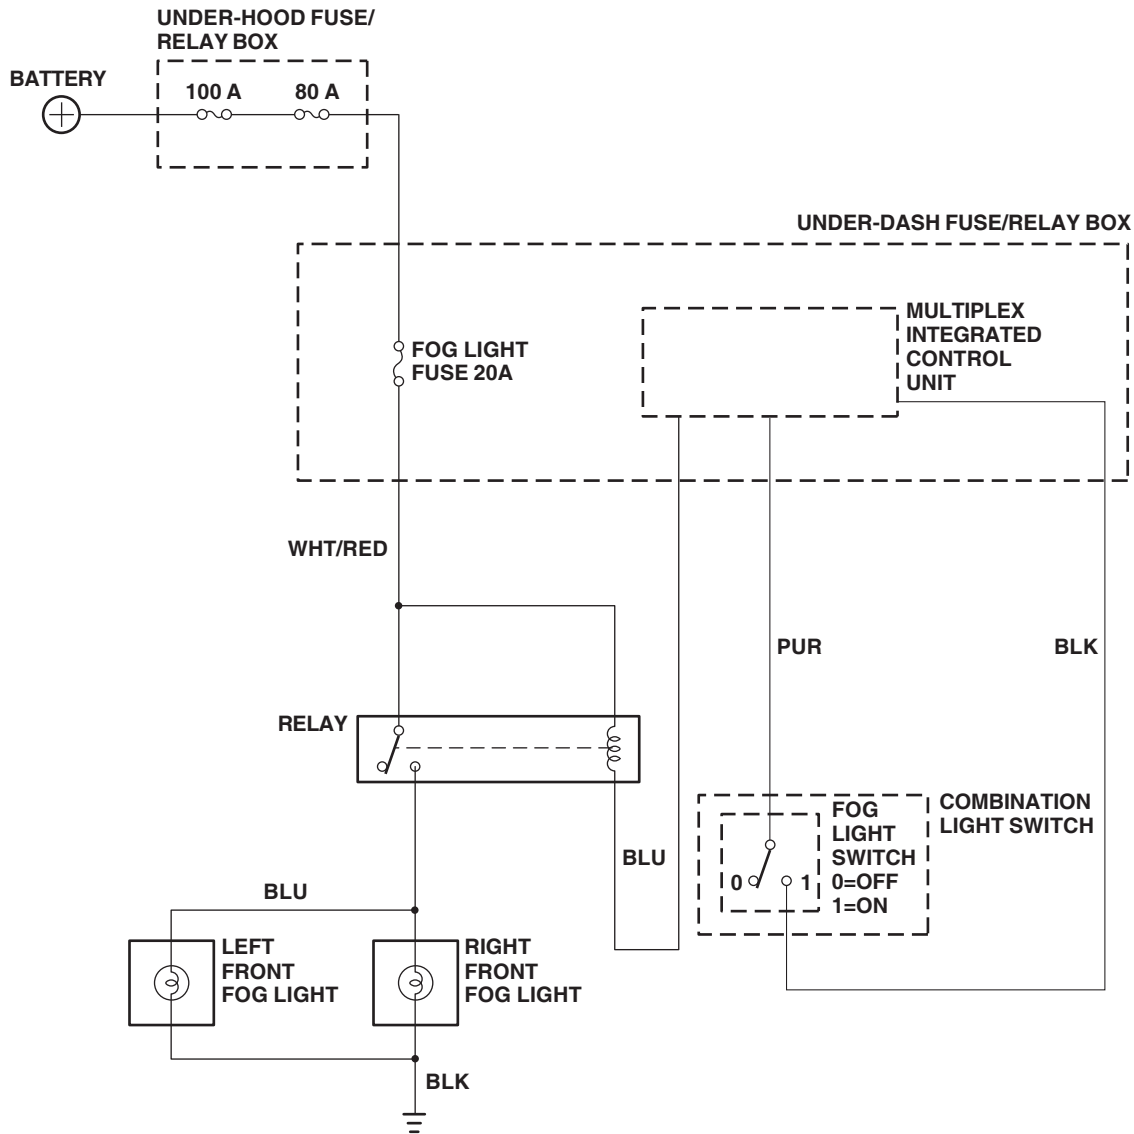 UNDER-HOOD FUSE/
RELAY BOX
BATTERY
100 A
80 A
UNDER-DASH FUSE/RELAY BOX
MULTIPLEX
INTEGRATED
CONTROL
UNIT
FOG LIGHT
FUSE 20A
WHT/RED
PUR
BLK
RELAY
COMBINATION
LIGHT SWITCH
FOG
LIGHT
SWITCH
0=OFF
1=ON
0
1
BLU
BLU
LEFT
FRONT
FOG LIGHT
RIGHT
FRONT
FOG LIGHT
BLK